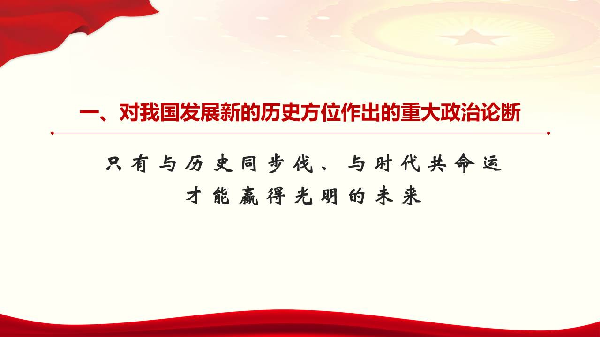 一、对我国发展新的历史方位作出的重大政治论断
只有与历史同步伐、与时代共命运
才能赢得光明的未来